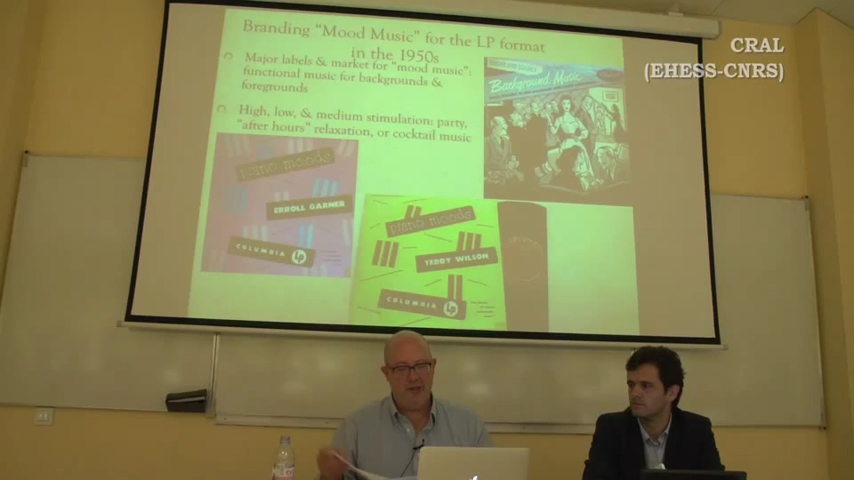 Branding "Mood Music" for the LP format
in the 1950s
Major labels & market for "mood music":
functional music for backgrounds &
foregrounds
High, low, & medium stimulation: party,
"after hours" relaxation, or cocktail music
CRAL
(EHESS-CNRS)
Background Music
piano moods
ERROLL GARNER
COLUMBIA LP
piano moods
TEDDY WILSON
COLUMBIA LP